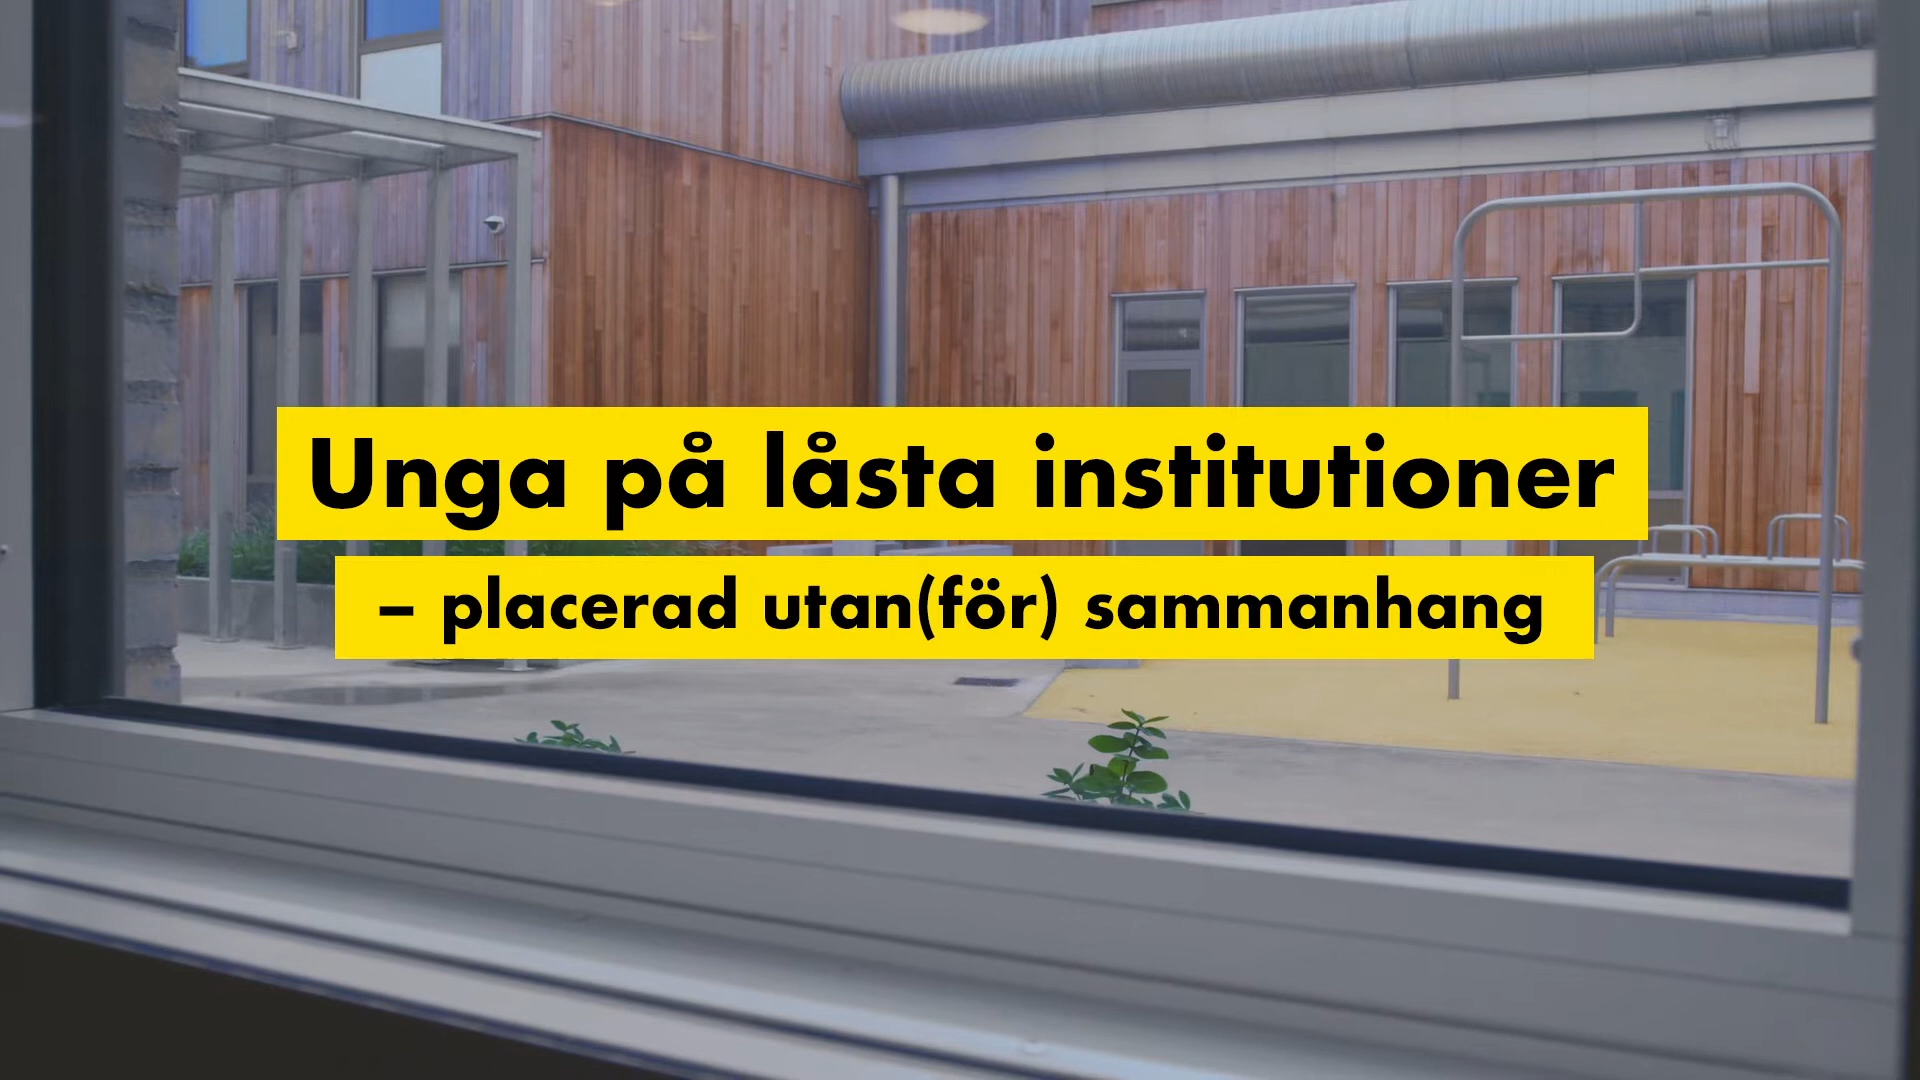 Unga på låsta institutioner
– placerad utan(för) sammanhang